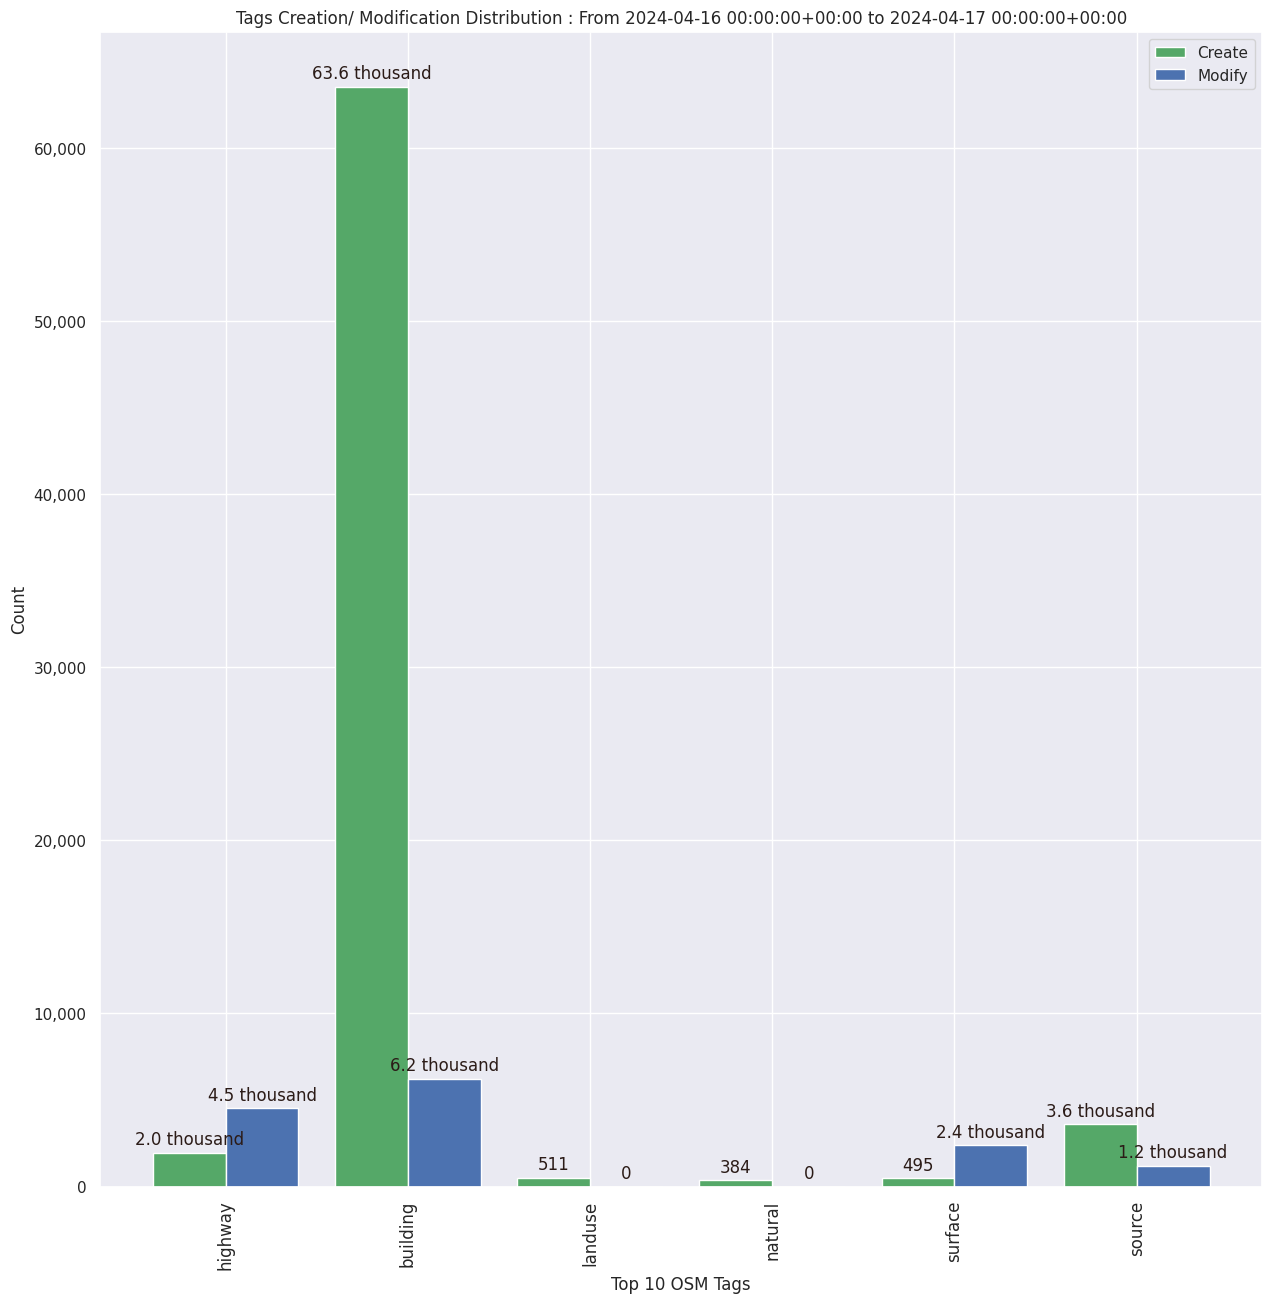 Tags Creation/ Modification Distribution : From 2024-04-16 00:00:00+00:00 to 2024-04-17 00:00:00+00:00
Create
Modify
63.6 thousand
60,000
50,000
40,000
30,000
20,000
10,000
0
Count
2.0 thousand
4.5 thousand
6.2 thousand
511
0
384
0
495
2.4 thousand
3.6 thousand
1.2 thousand
highway
building
landuse
natural
surface
source
Top 10 OSM Tags